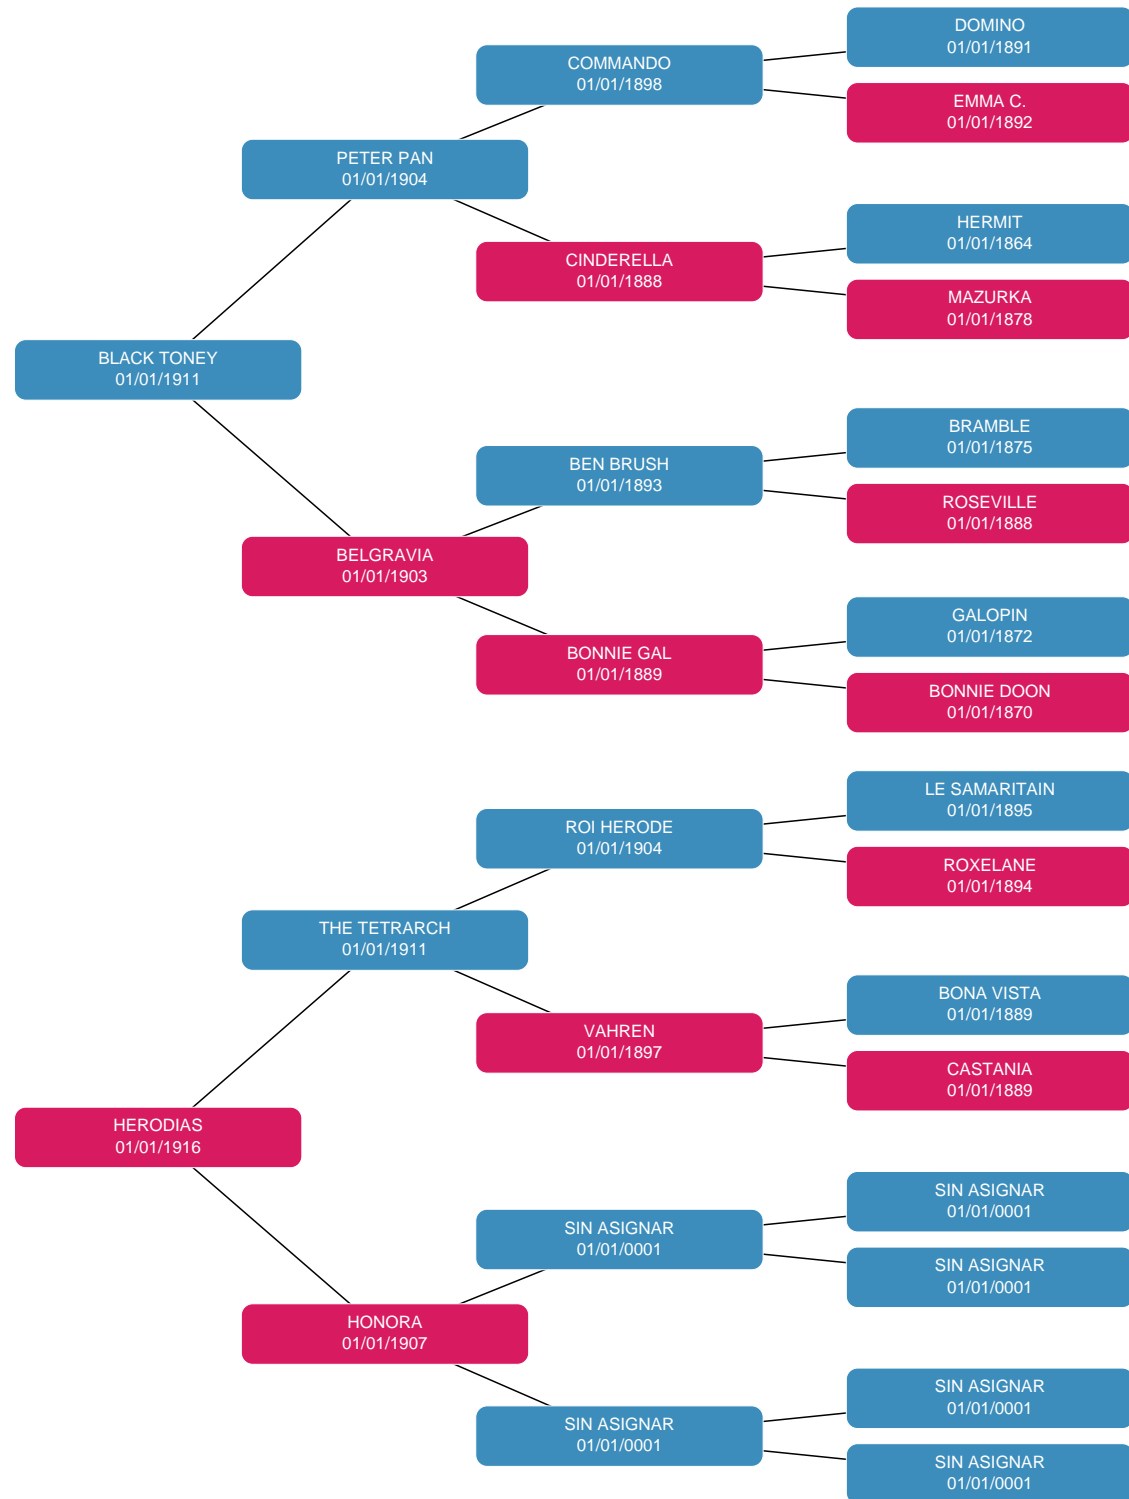 DOMINO
01/01/1891
COMMANDO
01/01/1898
EMMA C.
01/01/1892
PETER PAN
01/01/1904
HERMIT
01/01/1864
CINDERELLA
01/01/1888
MAZURKA
01/01/1878
BLACK TONEY
01/01/1911
BRAMBLE
01/01/1875
BEN BRUSH
01/01/1893
ROSEVILLE
01/01/1888
BELGRAVIA
01/01/1903
GALOPIN
01/01/1872
BONNIE GAL
01/01/1889
BONNIE DOON
01/01/1870
LE SAMARITAIN
01/01/1895
ROI HERODE
01/01/1904
ROXELANE
01/01/1894
THE TETRARCH
01/01/1911
BONA VISTA
01/01/1889
VAHREN
01/01/1897
CASTANIA
01/01/1889
HERODIAS
01/01/1916
SIN ASIGNAR
01/01/0001
SIN ASIGNAR
01/01/0001
SIN ASIGNAR
01/01/0001
HONORA
01/01/1907
SIN ASIGNAR
01/01/0001
SIN ASIGNAR
01/01/0001
SIN ASIGNAR
01/01/0001